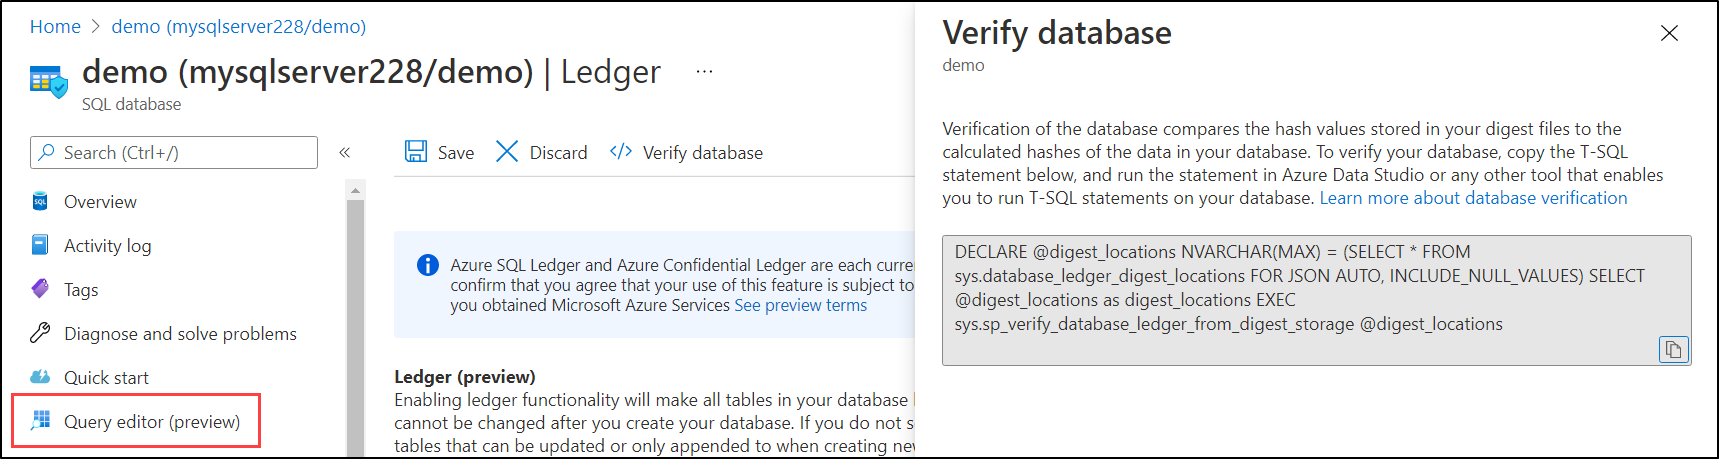 Home > demo (mysqlserver228/demo)
demo (mysqlserver228/demo) | Ledger ...
SQL database
Search (Ctrl+/)
«
Overview
Activity log
Tags
Diagnose and solve problems
Quick start
Query editor (preview)
Save Discard </> Verify database
Azure SQL Ledger and Azure Confidential Ledger are each curre
confirm that you agree that your use of this feature is subject to
you obtained Microsoft Azure Services See preview terms
Ledger (preview)
Enabling ledger functionality will make all tables in your database
cannot be changed after you create your database. If you do not s
tables that can be updated or only appended to when creating nev
Verify database
demo
Verification of the database compares the hash values stored in your digest files to the
calculated hashes of the data in your database. To verify your database, copy the T-SQL
statement below, and run the statement in Azure Data Studio or any other tool that enables
you to run T-SQL statements on your database. Learn more about database verification
DECLARE @digest_locations NVARCHAR(MAX) = (SELECT * FROM
sys.database_ledger_digest_locations FOR JSON AUTO, INCLUDE_NULL_VALUES) SELECT
@digest_locations as digest_locations EXEC
sys.sp_verify_database_ledger_from_digest_storage @digest_locations